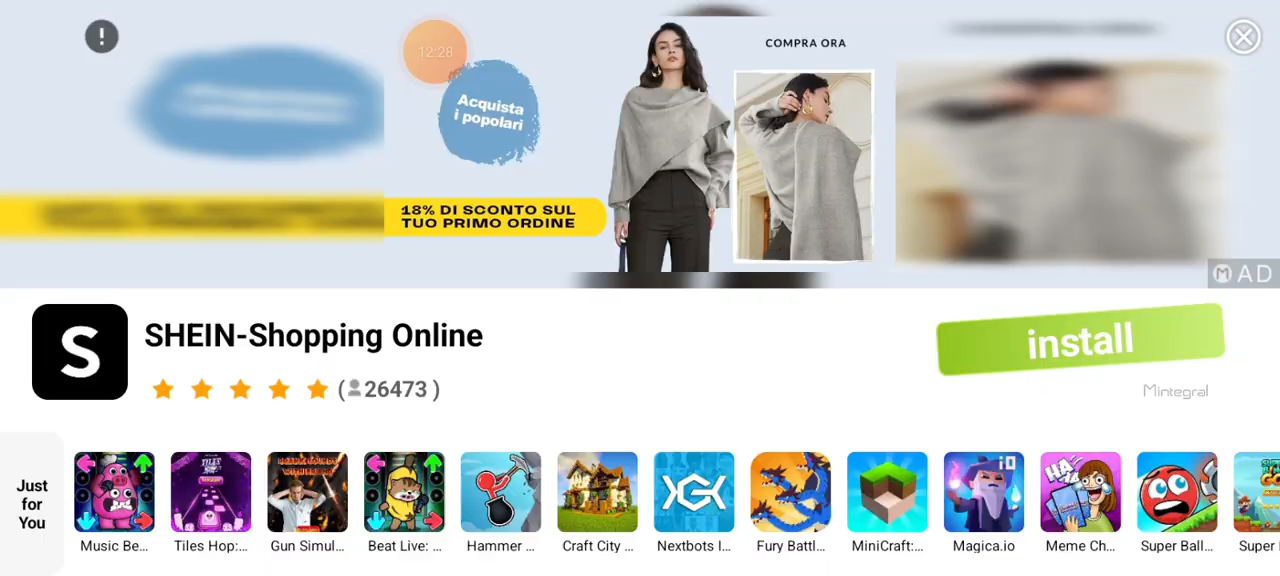 12:28
COMPRA ORA
Acquista
i popolari
18% DI SCONTO SUL
TUO PRIMO ORDINE
AD
S
SHEIN-Shopping Online
(26473 )
install
Mintegral
Just
for
You
Music Be...
Tiles Hop:...
Gun Simul...
Beat Live: ...
Hammer ...
Craft City ...
Nextbots I...
Fury Battl...
MiniCraft:...
iO
Magica.io
HA
Meme Ch...
Super Ball...